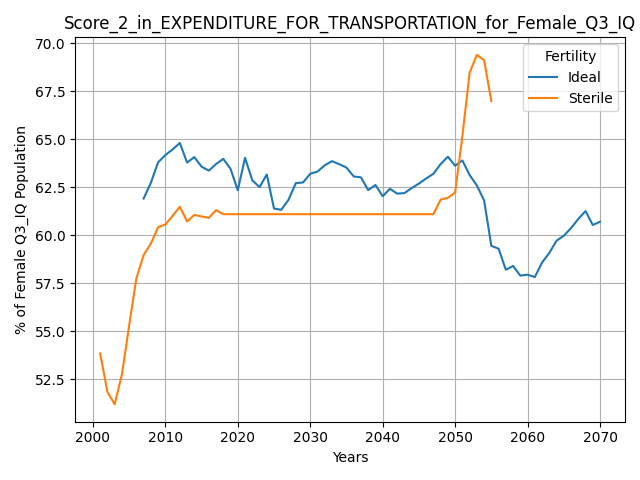 Score_2_in_EXPENDITURE_FOR_TRANSPORTATION_for_Female_Q3_IQ
Fertility
Ideal
Sterile
% of Female Q3_IQ Population
70.0
67.5
65.0
62.5
60.0
57.5
55.0
52.5
2000 2010 2020 2030 2040 2050 2060 2070
Years